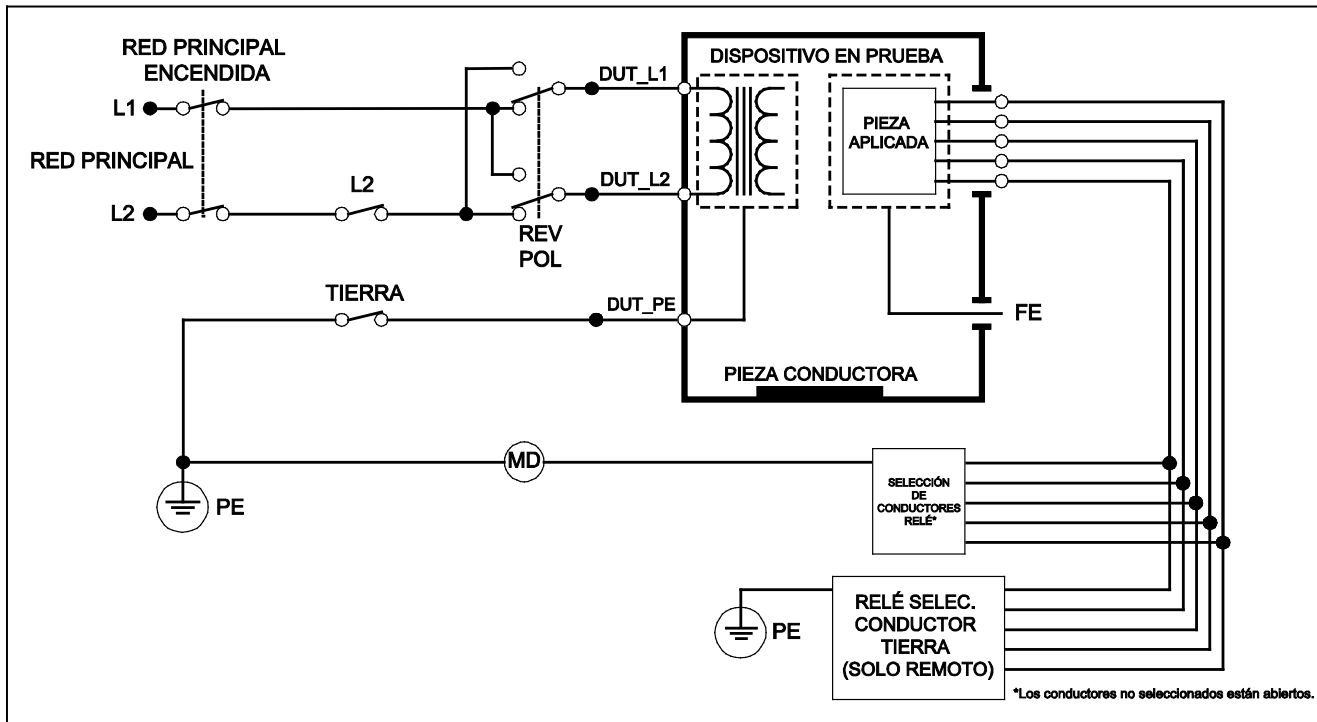 RED PRINCIPAL
ENCENDIDA
L1
RED PRINCIPAL
L2
L2
REV
POL
DUT_L1
DUT_L2
DISPOSITIVO EN PRUEBA
PIEZA
APLICADA
TIERRA
DUT_PE
FE
PIEZA CONDUCTORA
MD
PE
SELECCIÓN
DE
CONDUCTORES
RELÉ*
PE
RELÉ SELEC.
CONDUCTOR
TIERRA
(SOLO REMOTO)
*Los conductores no seleccionados están abiertos.